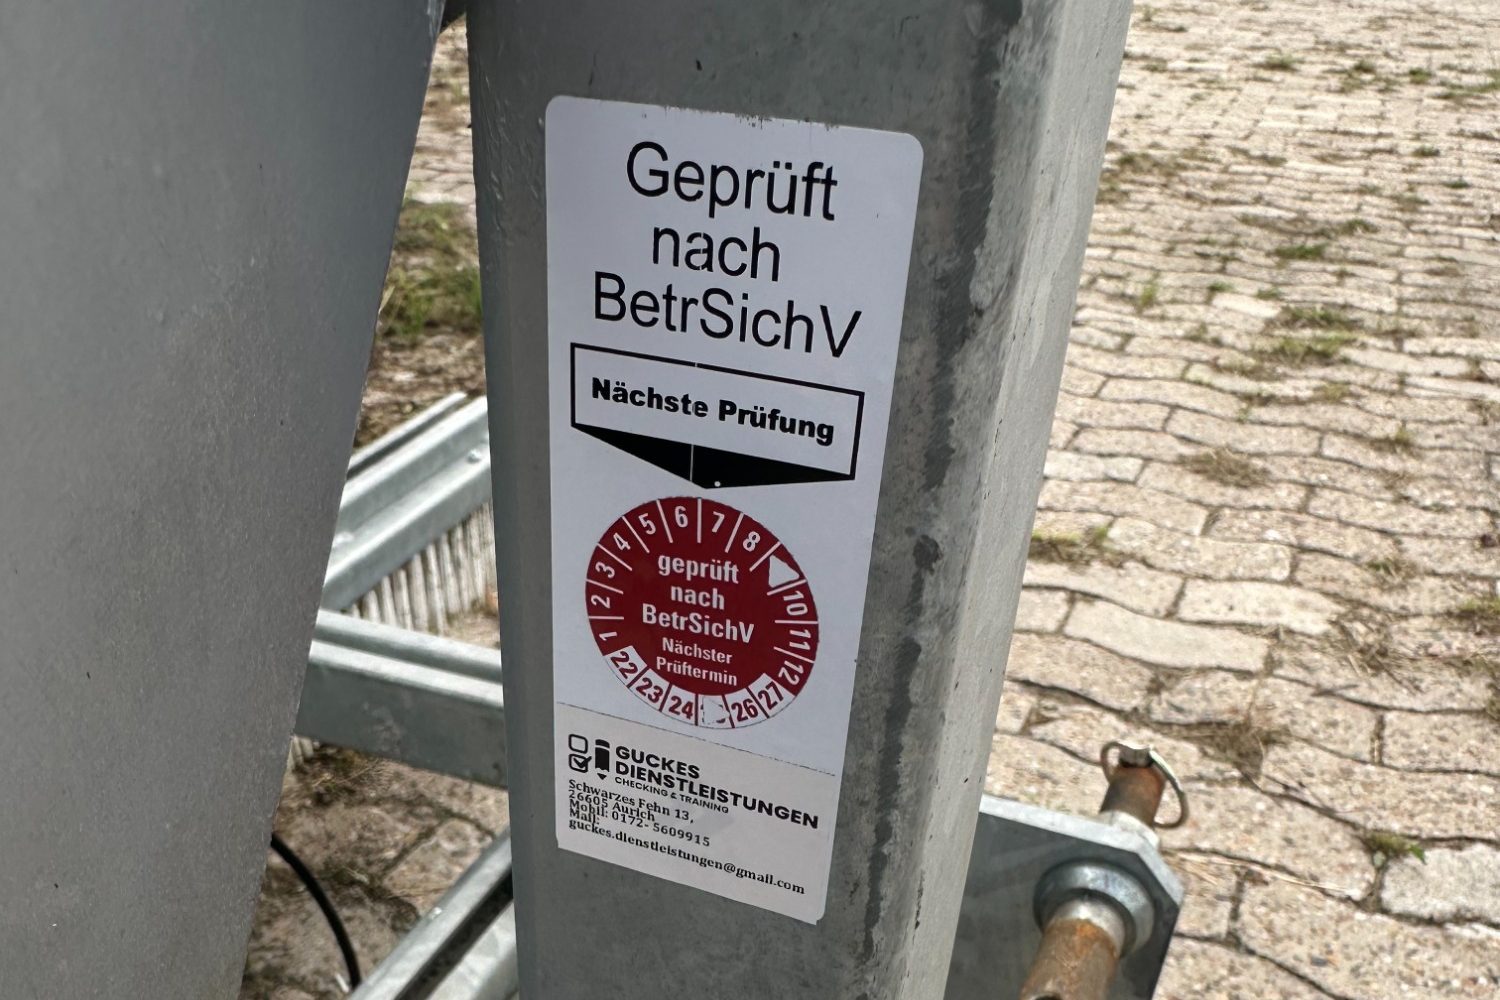 Geprüft
nach
BetrSichV
Nächste Prüfung
1 2 3 4 5 6 7 8 10 11 12
geprüft
nach
BetrSichV
Nächster
Prüftermin
22 23 24 26 27
GUCKES
DIENSTLEISTUNGEN
CHECKING & TRAINING
Schwarzes Fehn 13,
26605 Aurich
Mobil: 0172- 5609915
Mail:
guckes.dienstleistungen@gmail.com